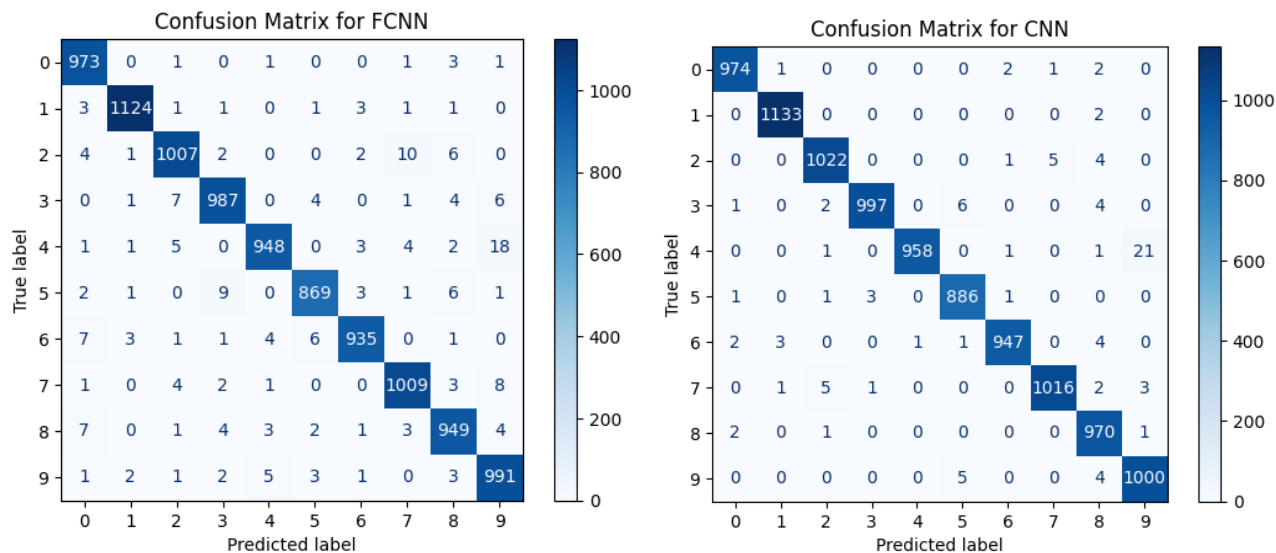 Confusion Matrix for FCNN
0 973 0 1 0 1 0 0 1 3 1
1 3 1124 1 1 0 1 3 1 1 0
2 4 1 1007 2 0 0 2 10 6 0
3 0 1 7 987 0 4 0 1 4 6
4 1 1 5 0 948 0 3 4 2 18
5 2 1 0 9 0 869 3 1 6 1
6 7 3 1 1 4 6 935 0 1 0
7 1 0 4 2 1 0 0 1009 3 8
8 7 0 1 4 3 2 1 3 949 4
9 1 2 1 2 5 3 1 0 3 991
0 1 2 3 4 5 6 7 8 9
Predicted label
True label
1000
800
600
400
200
0
Confusion Matrix for CNN
0 974 1 0 0 0 0 2 1 2 0
1 0 1133 0 0 0 0 0 0 2 0
2 0 0 1022 0 0 0 1 5 4 0
3 1 0 2 997 0 6 0 0 4 0
4 0 0 1 0 958 0 1 0 1 21
5 1 0 1 3 0 886 1 0 0 0
6 2 3 0 0 1 1 947 0 4 0
7 0 1 5 1 0 0 0 1016 2 3
8 2 0 1 0 0 0 0 0 970 1
9 0 0 0 0 0 5 0 0 4 1000
0 1 2 3 4 5 6 7 8 9
Predicted label
True label
1000
800
600
400
200
0